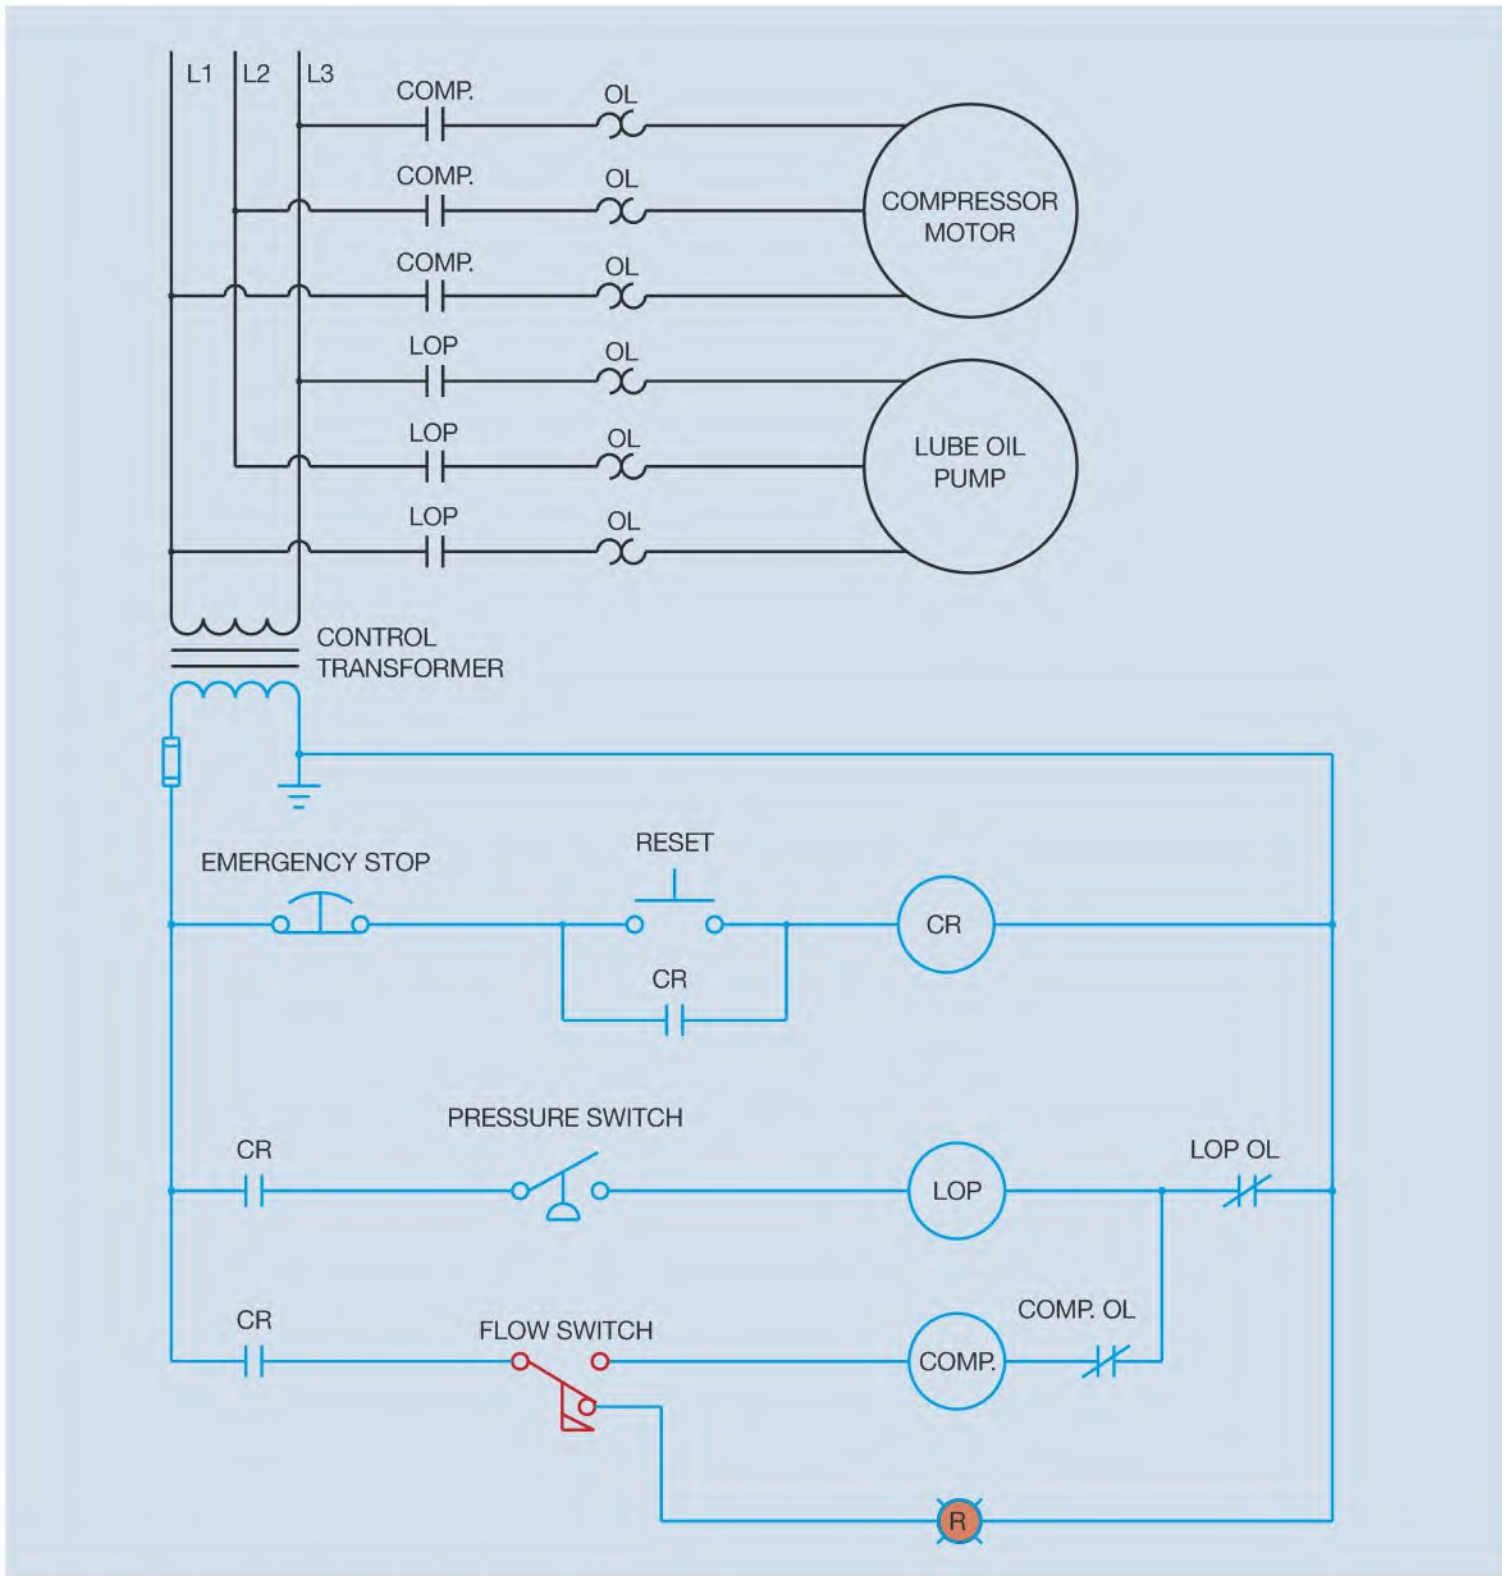 L1 L2 L3
COMP.
OL
COMP.
OL
COMPRESSOR
MOTOR
COMP.
OL
LOP
OL
LOP
OL
LUBE OIL
PUMP
LOP
OL
CONTROL
TRANSFORMER
EMERGENCY STOP
RESET
CR
CR
PRESSURE SWITCH
CR
LOP
LOP OL
CR
FLOW SWITCH
COMP.
COMP. OL
R